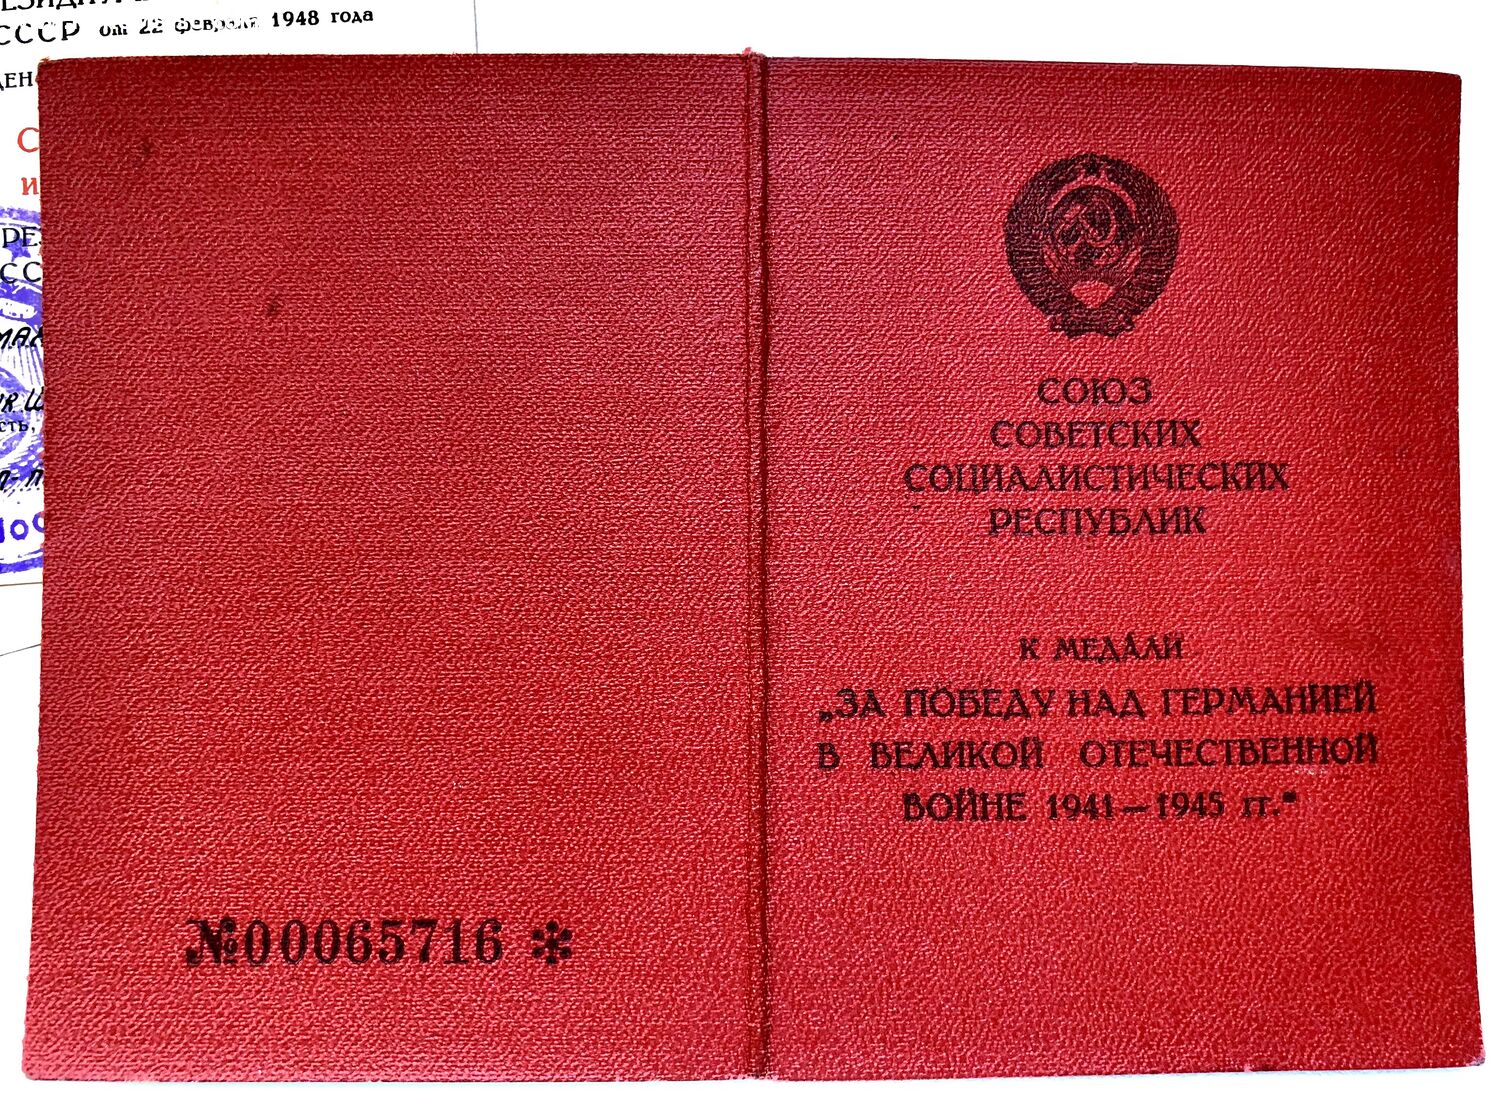 СССР от 22 февраля 1948 года
СОЮЗ
СОВЕТСКИХ
СОЦИАЛИСТИЧЕСКИХ
РЕСПУБЛИК
К МЕДАЛИ
„ЗА ПОБЕДУ НАД ГЕРМАНИЕЙ
В ВЕЛИКОЙ ОТЕЧЕСТВЕННОЙ
ВОЙНЕ 1941—1945 гг.“
№00065716 *